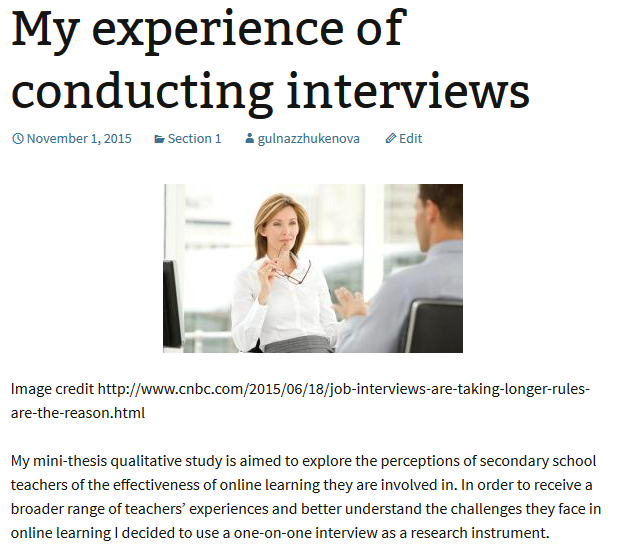 My experience of
conducting interviews
November 1, 2015 Section 1 gulnazzhukenova Edit
Image credit http://www.cnbc.com/2015/06/18/job-interviews-are-taking-longer-rules-
are-the-reason.html
My mini-thesis qualitative study is aimed to explore the perceptions of secondary school
teachers of the effectiveness of online learning they are involved in. In order to receive a
broader range of teachers’ experiences and better understand the challenges they face in
online learning I decided to use a one-on-one interview as a research instrument.